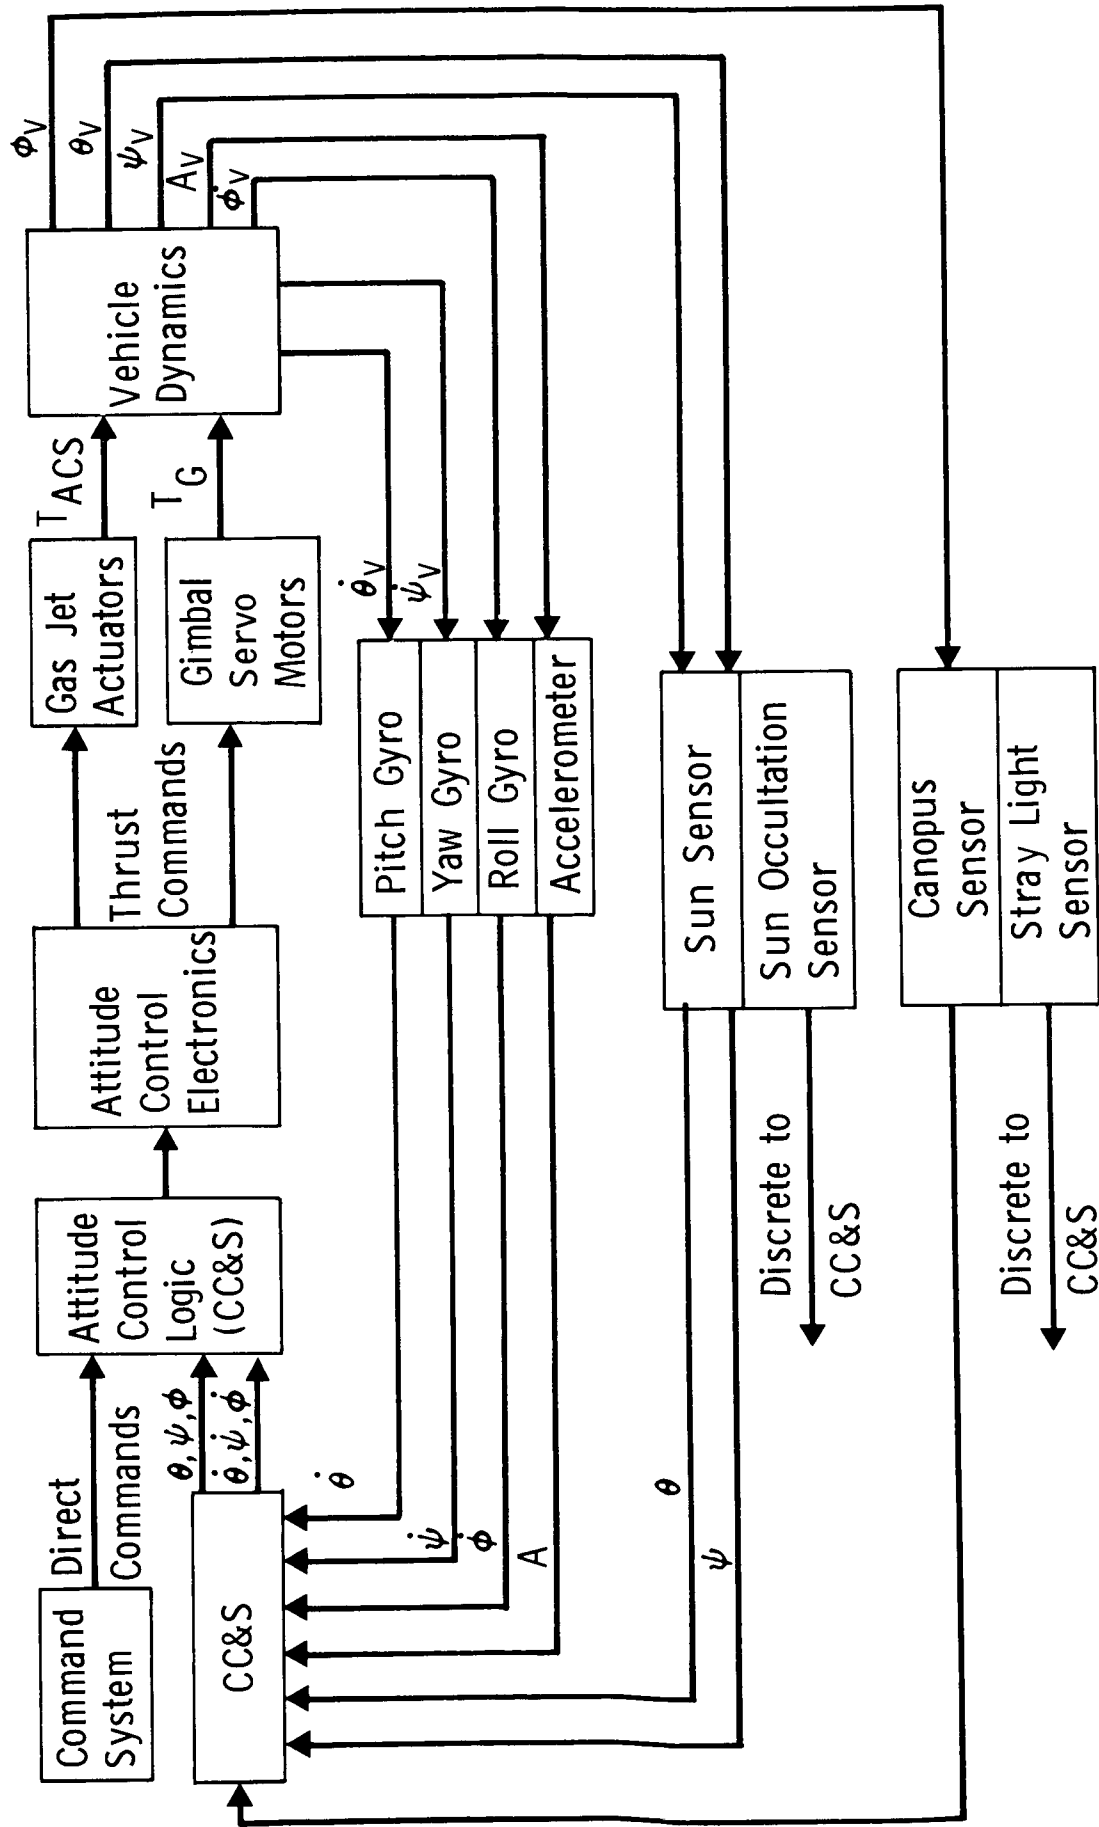 Command
System
Direct
Commands
CC&S
θ, ψ, ϕ
θ̇, ψ̇, ϕ̇
Attitude
Control
Logic
(CC&S)
Attitude
Control
Electronics
Thrust
Commands
Gas Jet
Actuators
Gimbal
Servo
Motors
T_ACS
T_G
Vehicle
Dynamics
ϕ_V
θ_V
ψ_V
A_V
ϕ̇_V
θ̇_V
ψ̇_V
Pitch Gyro
Yaw Gyro
Roll Gyro
Accelerometer
θ̇
ψ̇
ϕ̇
A
Sun Sensor
Sun Occultation
Sensor
θ
ψ
Discrete to
CC&S
Canopus
Sensor
Stray Light
Sensor
Discrete to
CC&S